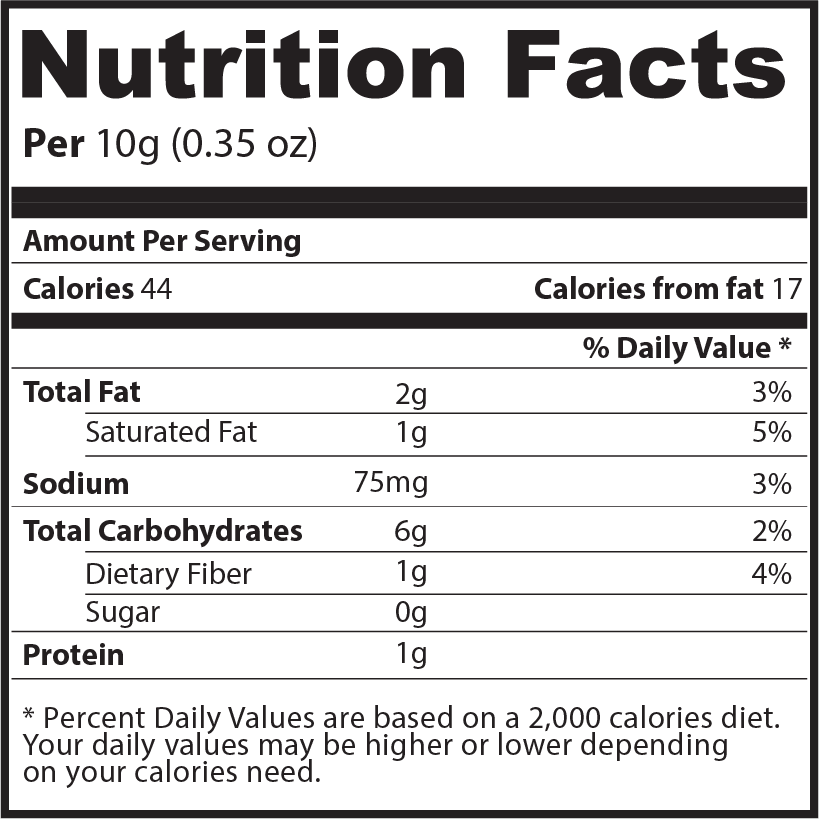 Nutrition Facts
Per 10g (0.35 oz)
Amount Per Serving
Calories 44 Calories from fat 17
% Daily Value *
Total Fat 2g 3%
Saturated Fat 1g 5%
Sodium 75mg 3%
Total Carbohydrates 6g 2%
Dietary Fiber 1g 4%
Sugar 0g
Protein 1g
* Percent Daily Values are based on a 2,000 calories diet.
Your daily values may be higher or lower depending
on your calories need.